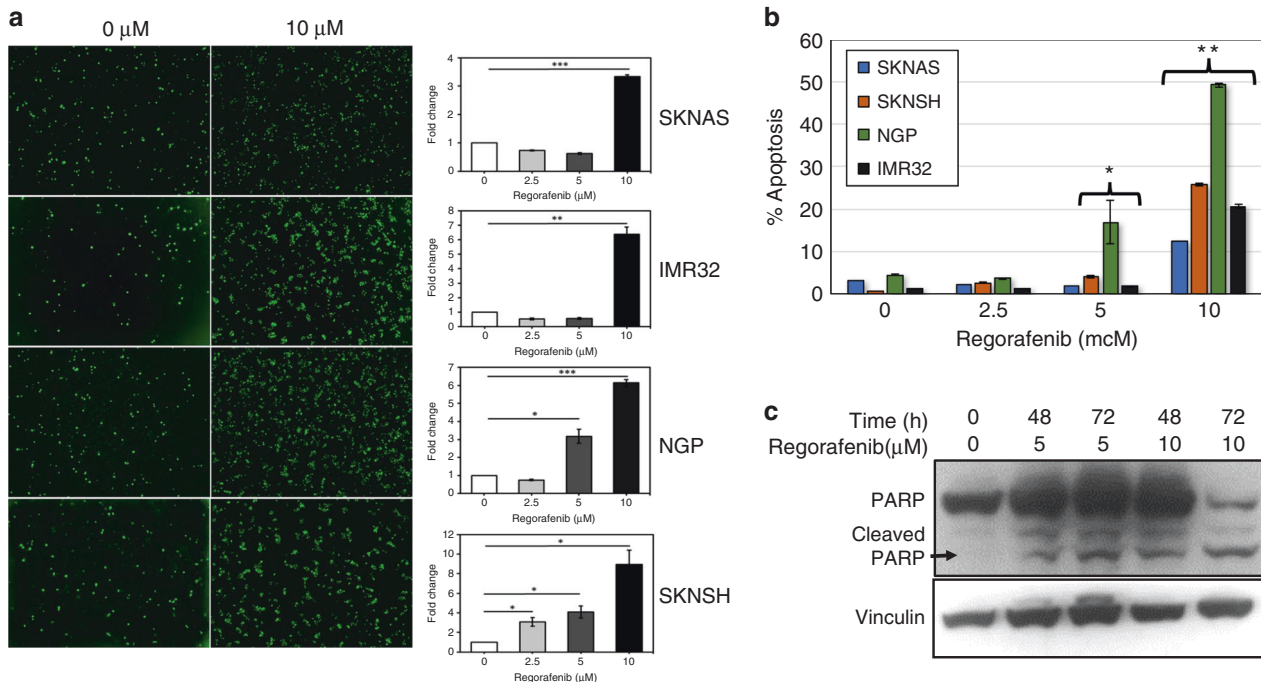 a
0 μM 10 μM
Fold change
4
3
2
1
0
***
0 2.5 5 10
Regorafenib (μM)
SKNAS
Fold change
8
7
6
5
4
3
2
1
0
**
0 2.5 5 10
Regorafenib (μM)
IMR32
Fold change
7
6
5
4
3
2
1
0
***
*
0 2.5 5 10
Regorafenib (μM)
NGP
Fold change
12
10
8
6
4
2
0
*
*
*
0 2.5 5 10
Regorafenib (μM)
SKNSH
b
% Apoptosis
60
50
40
30
20
10
0
SKNAS
SKNSH
NGP
IMR32
*
**
0 2.5 5 10
Regorafenib (mcM)
c
Time (h) 0 48 72 48 72
Regorafenib(μM) 0 5 5 10 10
PARP
Cleaved
PARP
Vinculin